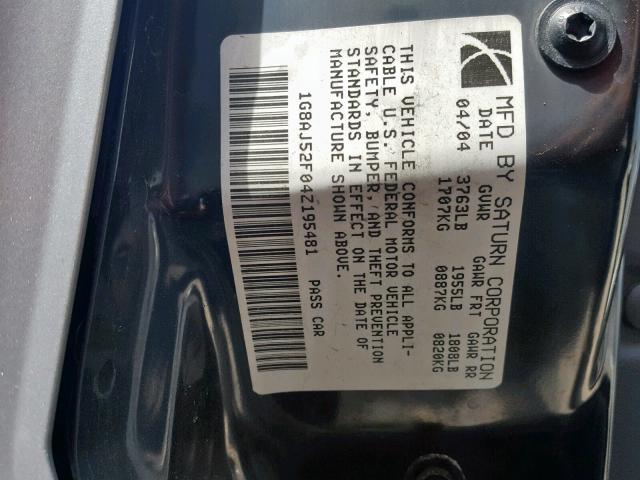 MFD BY SATURN CORPORATION
DATE GVWR GAWR FRT GAWR RR
04/04 3763LB 1955LB 1808LB
1707KG 0887KG 0820KG
THIS VEHICLE CONFORMS TO ALL APPLI-
CABLE U.S. FEDERAL MOTOR VEHICLE
SAFETY, BUMPER, AND THEFT PREVENTION
STANDARDS IN EFFECT ON THE DATE OF
MANUFACTURE SHOWN ABOVE.
1G8AJ52F04Z195481 PASS CAR